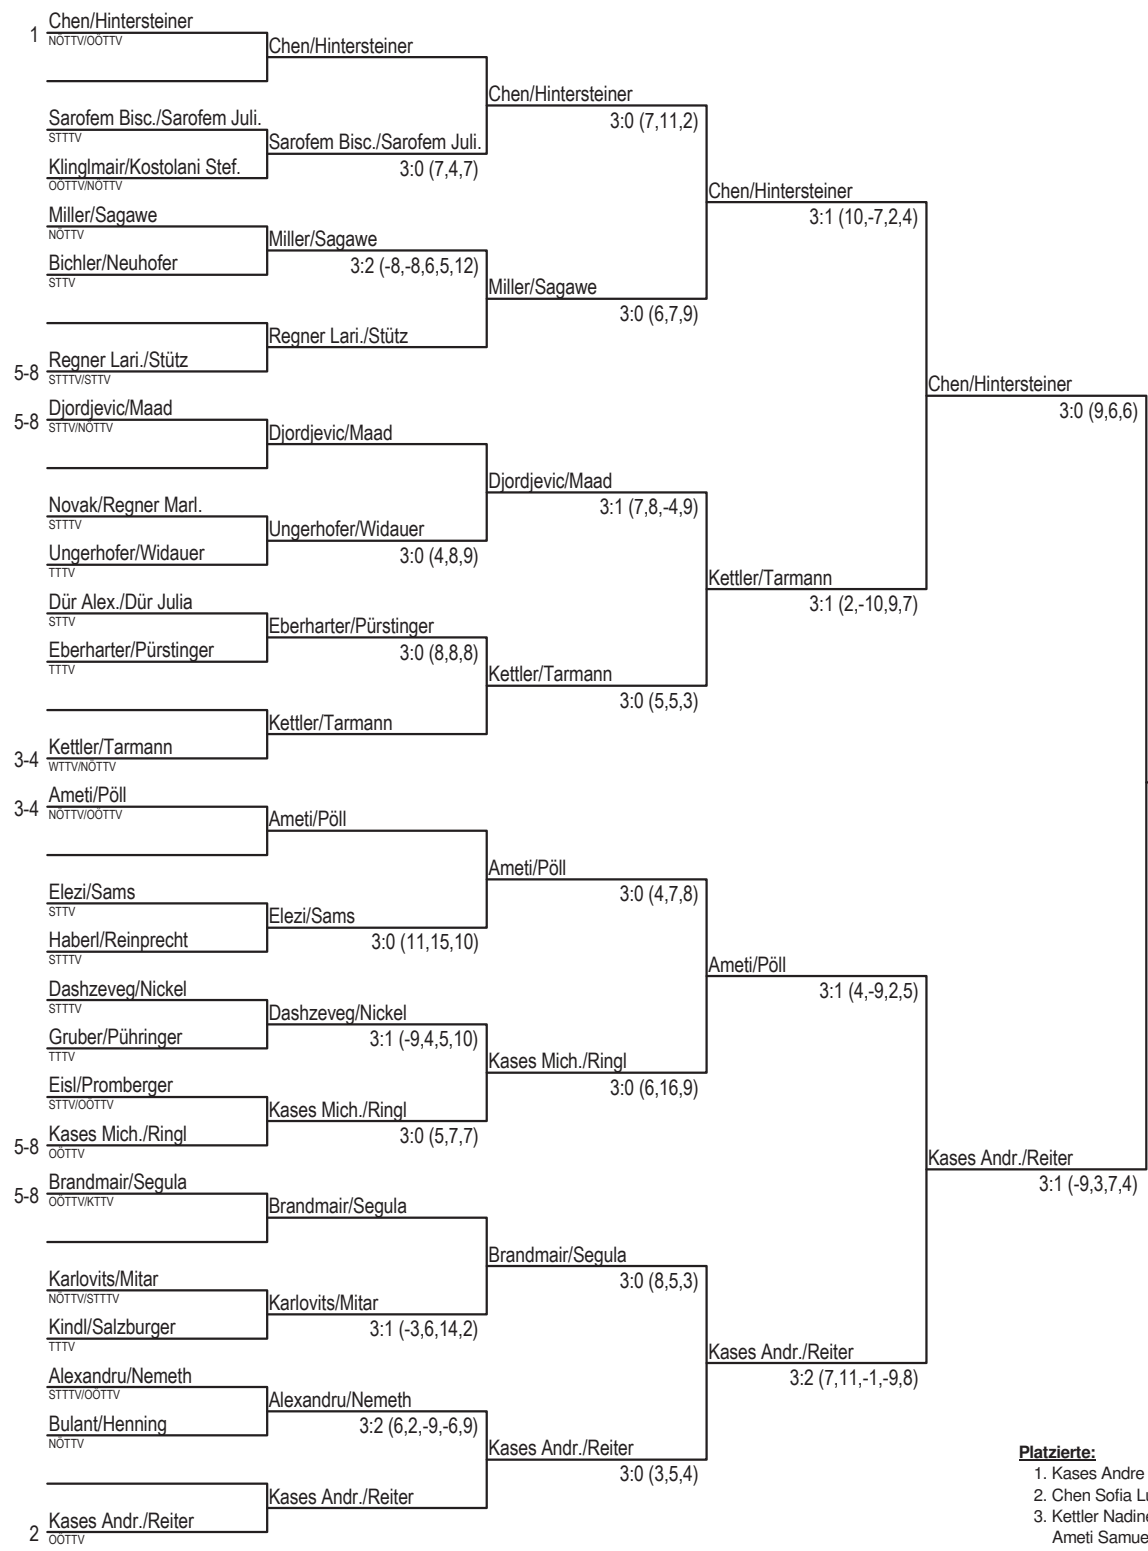 Chen/Hintersteiner
1
NÖTTV/OÖTTV
Chen/Hintersteiner
Chen/Hintersteiner
3:0 (7,11,2)
Sarofem Bisc./Sarofem Juli.
STTTV
Sarofem Bisc./Sarofem Juli.
3:0 (7,4,7)
Klinglmair/Kostolani Stef.
OÖTTV/NÖTTV
Chen/Hintersteiner
3:1 (10,-7,2,4)
Miller/Sagawe
NÖTTV
Miller/Sagawe
3:2 (-8,-8,6,5,12)
Bichler/Neuhofer
STTV
Miller/Sagawe
3:0 (6,7,9)
Regner Lari./Stütz
Regner Lari./Stütz
5-8
STTTV/STTV
Chen/Hintersteiner
3:0 (9,6,6)
Djordjevic/Maad
5-8
STTV/NÖTTV
Djordjevic/Maad
Djordjevic/Maad
3:1 (7,8,-4,9)
Novak/Regner Marl.
STTTV
Ungerhofer/Widauer
3:0 (4,8,9)
Ungerhofer/Widauer
TTTV
Kettler/Tarmann
3:1 (2,-10,9,7)
Dür Alex./Dür Julia
STTV
Eberharter/Pürstinger
3:0 (8,8,8)
Eberharter/Pürstinger
TTTV
Kettler/Tarmann
3:0 (5,5,3)
Kettler/Tarmann
Kettler/Tarmann
3-4
WTTV/NÖTTV
Ameti/Pöll
3-4
NÖTTV/OÖTTV
Ameti/Pöll
Ameti/Pöll
3:0 (4,7,8)
Elezi/Sams
STTV
Elezi/Sams
3:0 (11,15,10)
Haberl/Reinprecht
STTTV
Ameti/Pöll
3:1 (4,-9,2,5)
Dashzeveg/Nickel
STTTV
Dashzeveg/Nickel
3:1 (-9,4,5,10)
Gruber/Pühringer
TTTV
Kases Mich./Ringl
3:0 (6,16,9)
Eisl/Promberger
STTV/OÖTTV
Kases Mich./Ringl
3:0 (5,7,7)
Kases Mich./Ringl
5-8
OÖTTV
Kases Andr./Reiter
3:1 (-9,3,7,4)
Brandmair/Segula
5-8
OÖTTV/KTTV
Brandmair/Segula
Brandmair/Segula
3:0 (8,5,3)
Karlovits/Mitar
NÖTTV/STTTV
Karlovits/Mitar
3:1 (-3,6,14,2)
Kindl/Salzburger
TTTV
Kases Andr./Reiter
3:2 (7,11,-1,-9,8)
Alexandru/Nemeth
STTTV/OÖTTV
Alexandru/Nemeth
3:2 (6,2,-9,-6,9)
Bulant/Henning
NÖTTV
Kases Andr./Reiter
3:0 (3,5,4)
Kases Andr./Reiter
Kases Andr./Reiter
2
OÖTTV
Platzierte:
1. Kases Andre
2. Chen Sofia
3. Kettler
Ameti